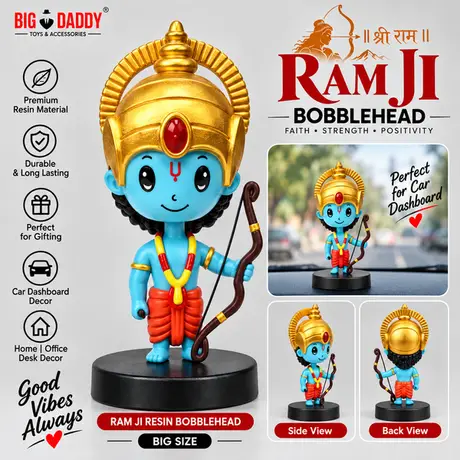 BIG DADDY®
TOYS & ACCESSORIES
Premium
Resin Material
Durable
& Long Lasting
Perfect
for Gifting
Car Dashboard
Decor
Home | Office
Desk Decor
Good
Vibes
Always
RAM JI RESIN BOBBLEHEAD
BIG SIZE
॥ श्री राम ॥
RAM JI
BOBBLEHEAD
FAITH • STRENGTH • POSITIVITY
Perfect
for Car
Dashboard
Side View
Back View